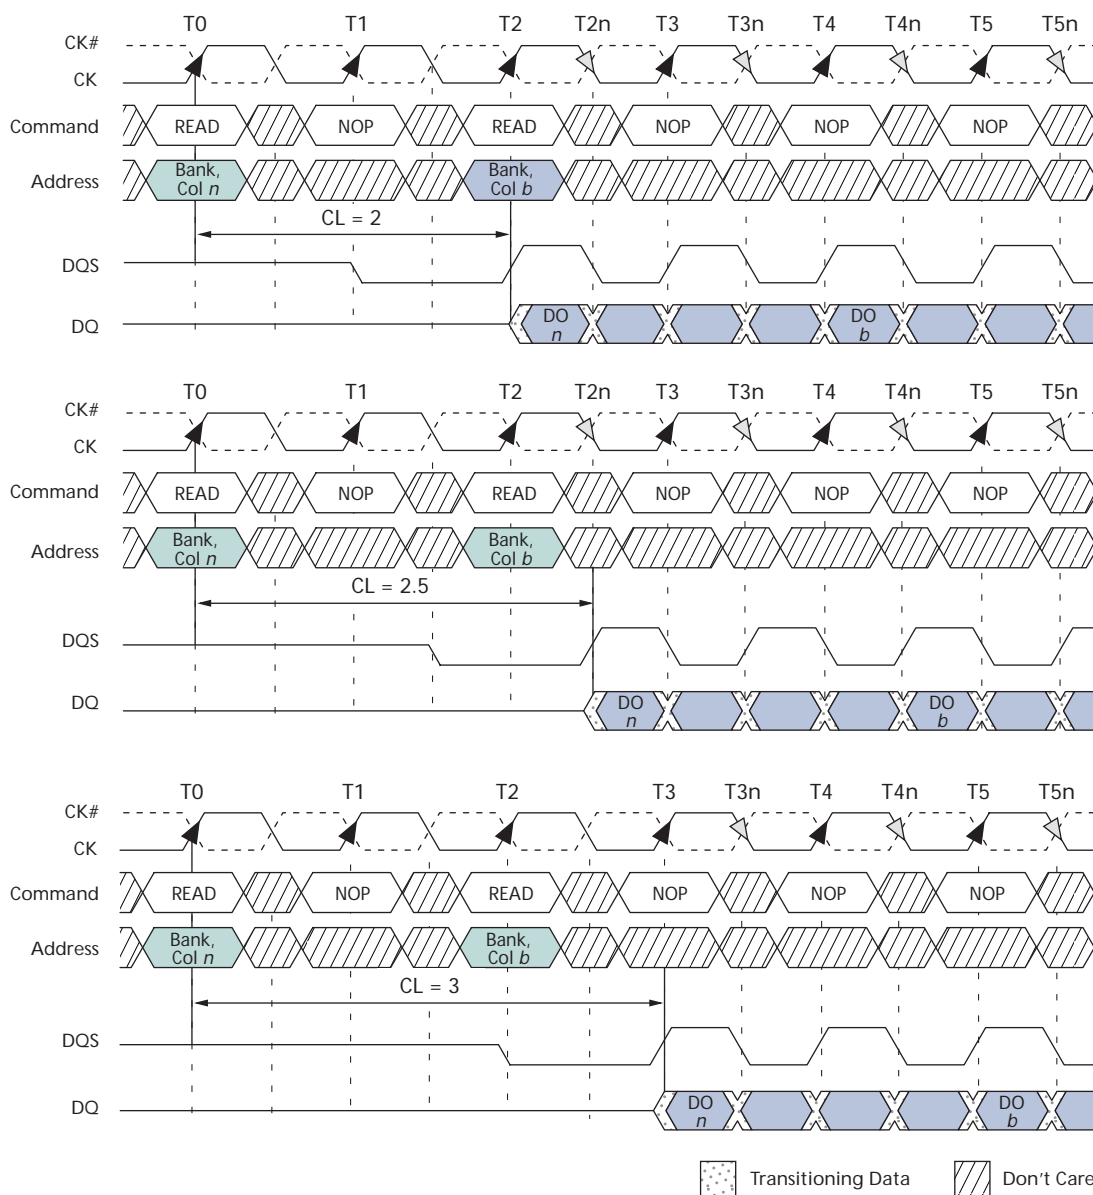 T0 T1 T2 T2n T3 T3n T4 T4n T5 T5n
CK#
CK
Command READ NOP READ NOP NOP NOP
Address Bank, Col n Bank, Col b
CL = 2
DQS
DQ DO n DO b
T0 T1 T2 T2n T3 T3n T4 T4n T5 T5n
CK#
CK
Command READ NOP READ NOP NOP NOP
Address Bank, Col n Bank, Col b
CL = 2.5
DQS
DQ DO n DO b
T0 T1 T2 T3 T3n T4 T4n T5 T5n
CK#
CK
Command READ NOP READ NOP NOP NOP
Address Bank, Col n Bank, Col b
CL = 3
DQS
DQ DO n DO b
Transitioning Data Don't Care